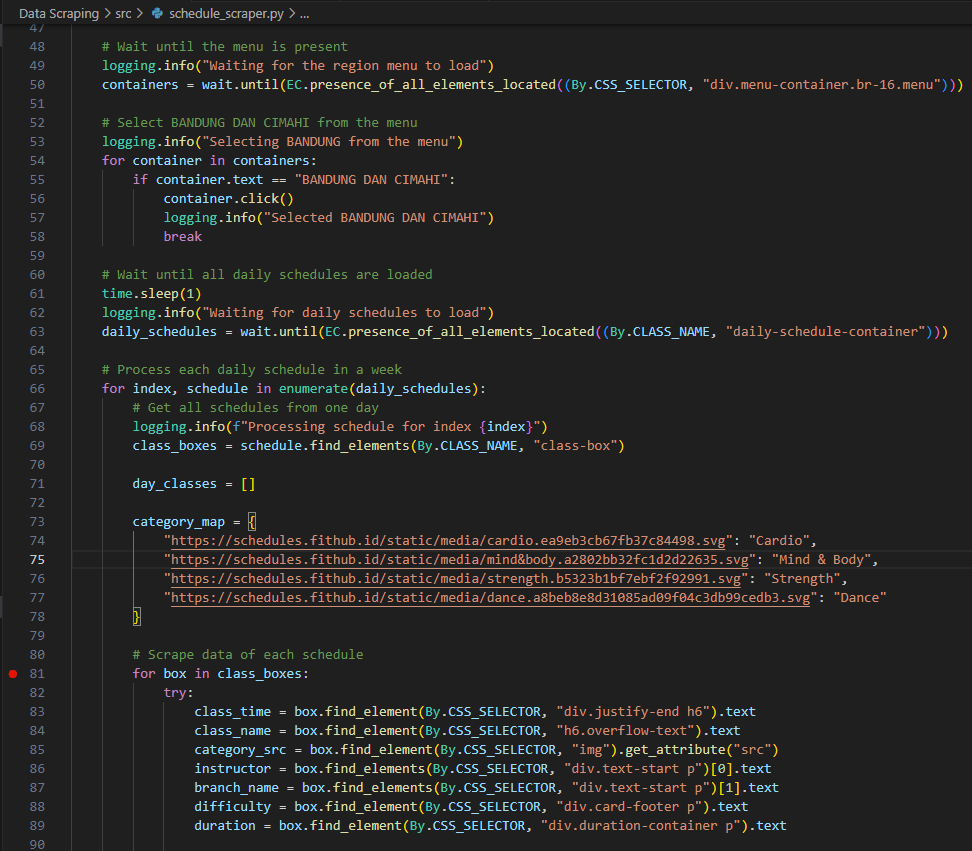 Data Scraping > src > schedule_scraper.py > ...
47
48 # Wait until the menu is present
49 logging.info("Waiting for the region menu to load")
50 containers = wait.until(EC.presence_of_all_elements_located((By.CSS_SELECTOR, "div.menu-container.br-16.menu")))
51
52 # Select BANDUNG DAN CIMAHI from the menu
53 logging.info("Selecting BANDUNG from the menu")
54 for container in containers:
55 if container.text == "BANDUNG DAN CIMAHI":
56 container.click()
57 logging.info("Selected BANDUNG DAN CIMAHI")
58 break
59
60 # Wait until all daily schedules are loaded
61 time.sleep(1)
62 logging.info("Waiting for daily schedules to load")
63 daily_schedules = wait.until(EC.presence_of_all_elements_located((By.CLASS_NAME, "daily-schedule-container")))
64
65 # Process each daily schedule in a week
66 for index, schedule in enumerate(daily_schedules):
67 # Get all schedules from one day
68 logging.info(f"Processing schedule for index {index}")
69 class_boxes = schedule.find_elements(By.CLASS_NAME, "class-box")
70
71 day_classes = []
72
73 category_map = {
74 "https://schedules.fithub.id/static/media/cardio.ea9eb3cb67fb37c84498.svg": "Cardio",
75 "https://schedules.fithub.id/static/media/mind&body.a2802bb32fc1d2d22635.svg": "Mind & Body",
76 "https://schedules.fithub.id/static/media/strength.b5323b1bf7ebf2f92991.svg": "Strength",
77 "https://schedules.fithub.id/static/media/dance.a8beb8e8d31085ad09f04c3db99cedb3.svg": "Dance"
78 }
79
80 # Scrape data of each schedule
81 for box in class_boxes:
82 try:
83 class_time = box.find_element(By.CSS_SELECTOR, "div.justify-end h6").text
84 class_name = box.find_element(By.CSS_SELECTOR, "h6.overflow-text").text
85 category_src = box.find_element(By.CSS_SELECTOR, "img").get_attribute("src")
86 instructor = box.find_elements(By.CSS_SELECTOR, "div.text-start p")[0].text
87 branch_name = box.find_elements(By.CSS_SELECTOR, "div.text-start p")[1].text
88 difficulty = box.find_element(By.CSS_SELECTOR, "div.card-footer p").text
89 duration = box.find_element(By.CSS_SELECTOR, "div.duration-container p").text
90